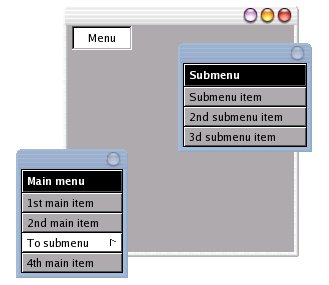 Menu
Submenu
Submenu item
2nd submenu item
3d submenu item
Main menu
1st main item
2nd main item
To submenu
4th main item